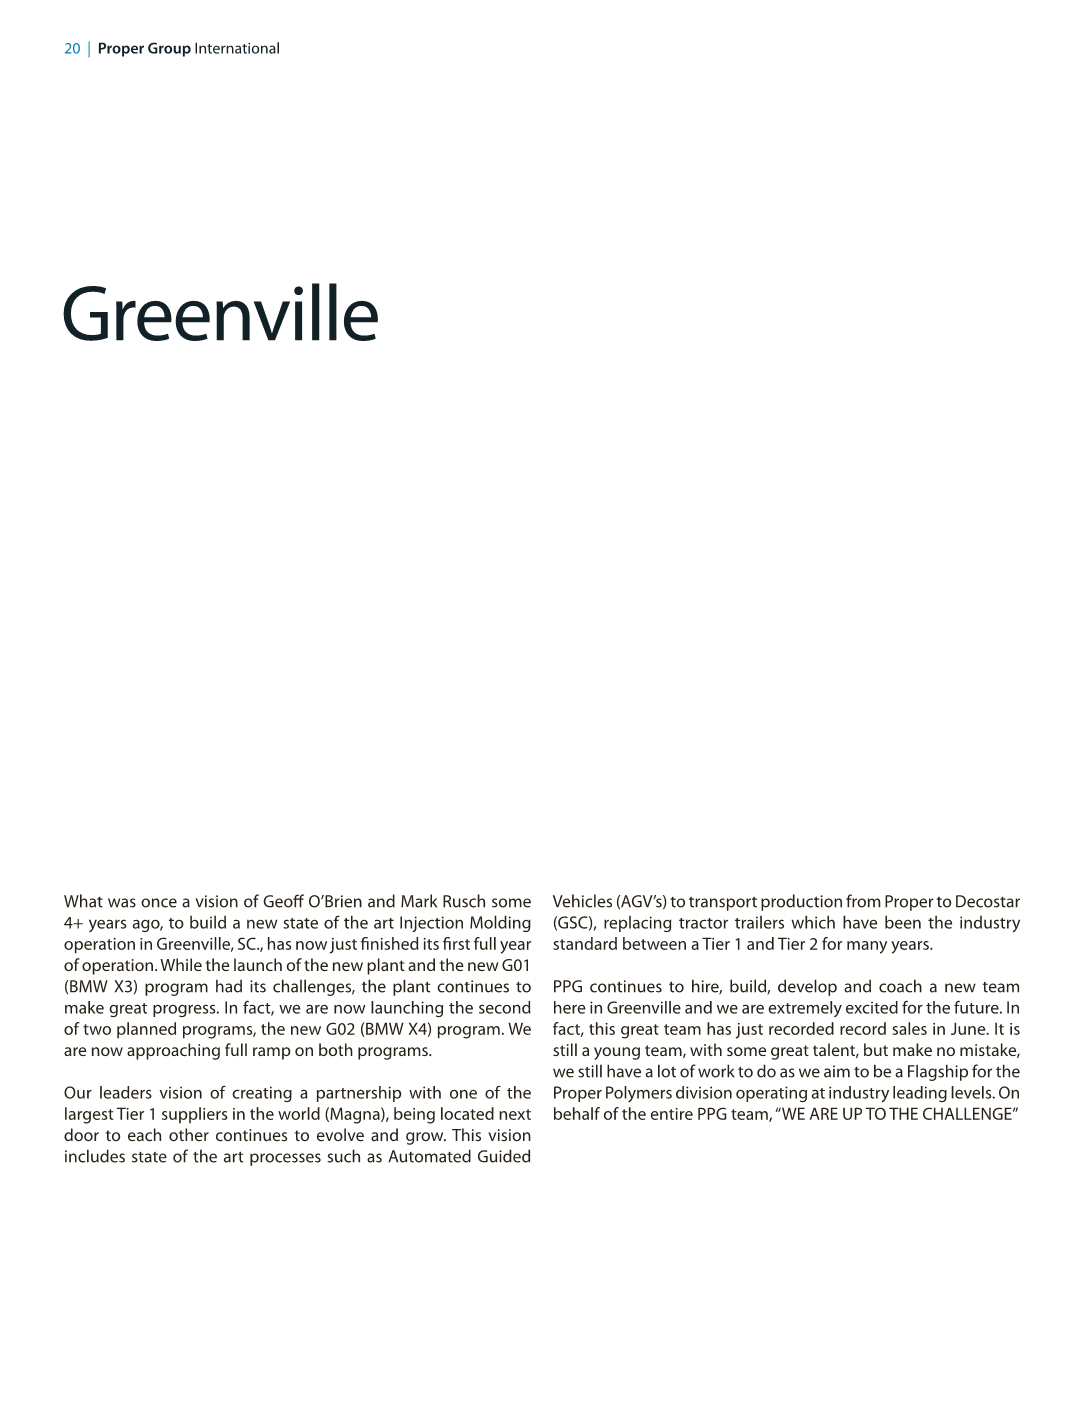 20 | Proper Group International
Greenville
What was once a vision of Geoff O’Brien and Mark Rusch some
4+ years ago, to build a new state of the art Injection Molding
operation in Greenville, SC., has now just finished its first full year
of operation. While the launch of the new plant and the new G01
(BMW X3) program had its challenges, the plant continues to
make great progress. In fact, we are now launching the second
of two planned programs, the new G02 (BMW X4) program. We
are now approaching full ramp on both programs.
Our leaders vision of creating a partnership with one of the
largest Tier 1 suppliers in the world (Magna), being located next
door to each other continues to evolve and grow. This vision
includes state of the art processes such as Automated Guided
Vehicles (AGV’s) to transport production from Proper to Decostar
(GSC), replacing tractor trailers which have been the industry
standard between a Tier 1 and Tier 2 for many years.
PPG continues to hire, build, develop and coach a new team
here in Greenville and we are extremely excited for the future. In
fact, this great team has just recorded record sales in June. It is
still a young team, with some great talent, but make no mistake,
we still have a lot of work to do as we aim to be a Flagship for the
Proper Polymers division operating at industry leading levels. On
behalf of the entire PPG team, “WE ARE UP TO THE CHALLENGE”